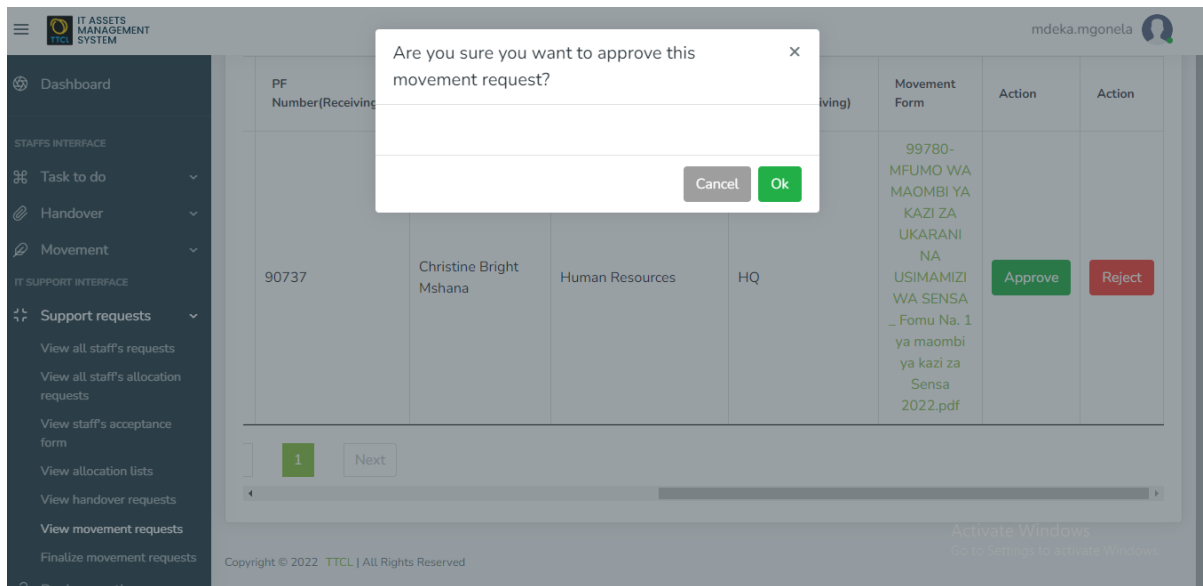 IT ASSETS
MANAGEMENT
SYSTEM
TTCL
mdeka.mgonela
Are you sure you want to approve this
movement request?
×
Cancel
Ok
Dashboard
STAFFS INTERFACE
Task to do
Handover
Movement
IT SUPPORT INTERFACE
Support requests
View all staff's requests
View all staff's allocation
requests
View staff's acceptance
form
View allocation lists
View handover requests
View movement requests
Finalize movement requests
PF
Number(Receiving
iving)
Movement
Form
Action
Action
90737
Christine Bright
Mshana
Human Resources
HQ
99780-
MFUMO WA
MAOMBI YA
KAZI ZA
UKARANI
NA
USIMAMIZI
WA SENSA
_ Fomu Na. 1
ya maombi
ya kazi za
Sensa
2022.pdf
Approve
Reject
1
Next
Copyright © 2022 TTCL | All Rights Reserved
Activate Windows
Go to Settings to activate Windows.